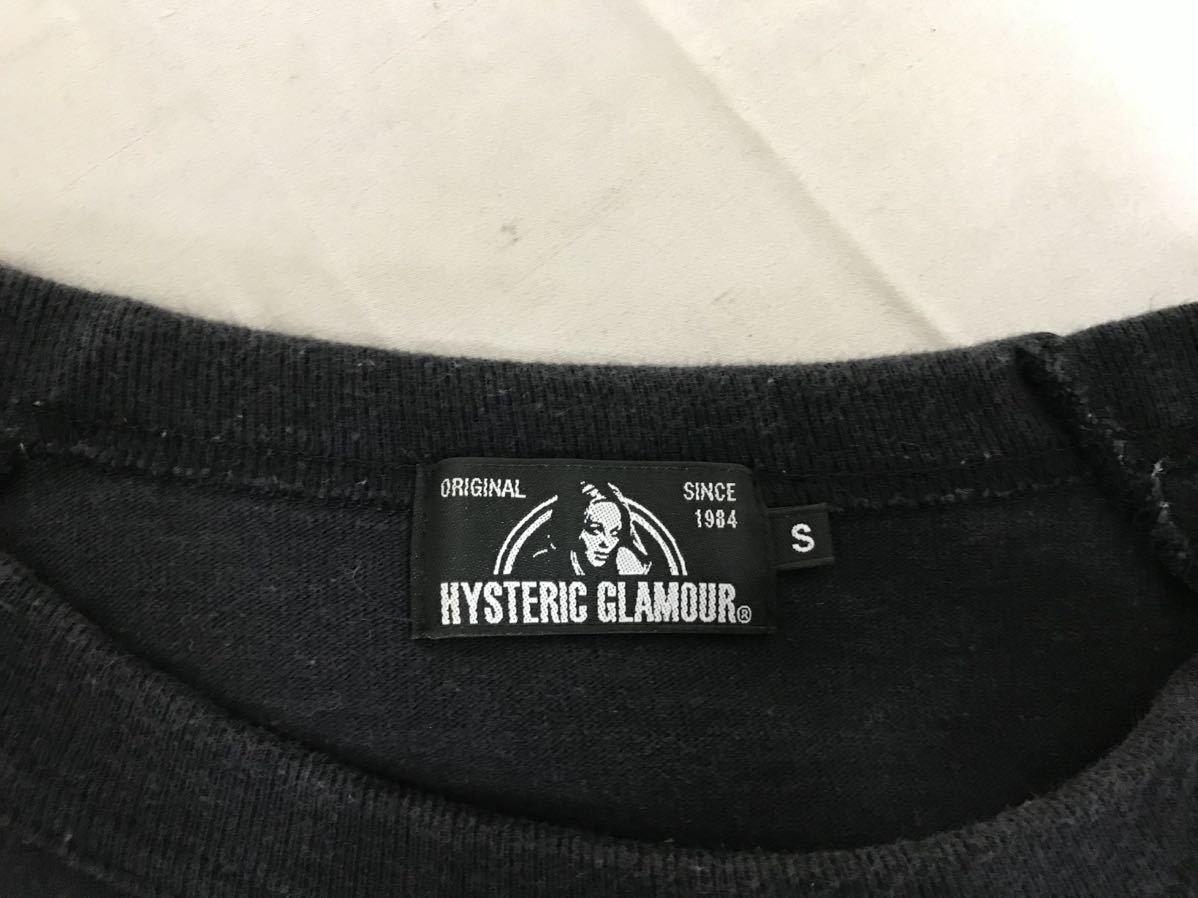 ORIGINAL
SINCE
1984
HYSTERIC GLAMOUR®
S